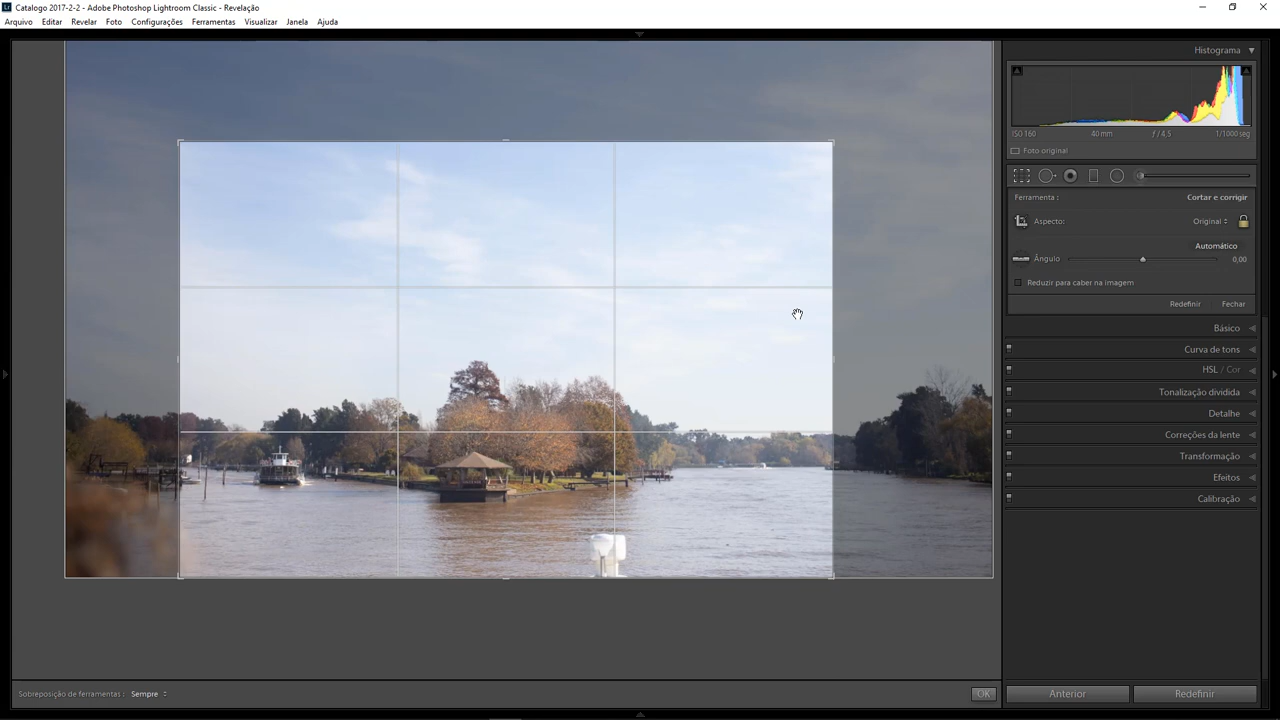 Lr Catalogo 2017-2-2 - Adobe Photoshop Lightroom Classic - Revelação
Arquivo Editar Revelar Foto Configurações Ferramentas Visualizar Janela Ajuda
Histograma
ISO 160 40 mm ƒ / 4,5 1/1000 seg
Foto original
Ferramenta : Cortar e corrigir
Aspecto: Original
Automático
Ângulo 0,00
Reduzir para caber na imagem
Redefinir Fechar
Básico
Curva de tons
HSL / Cor
Tonalização dividida
Detalhe
Correções da lente
Transformação
Efeitos
Calibração
Sobreposição de ferramentas : Sempre OK
Anterior Redefinir